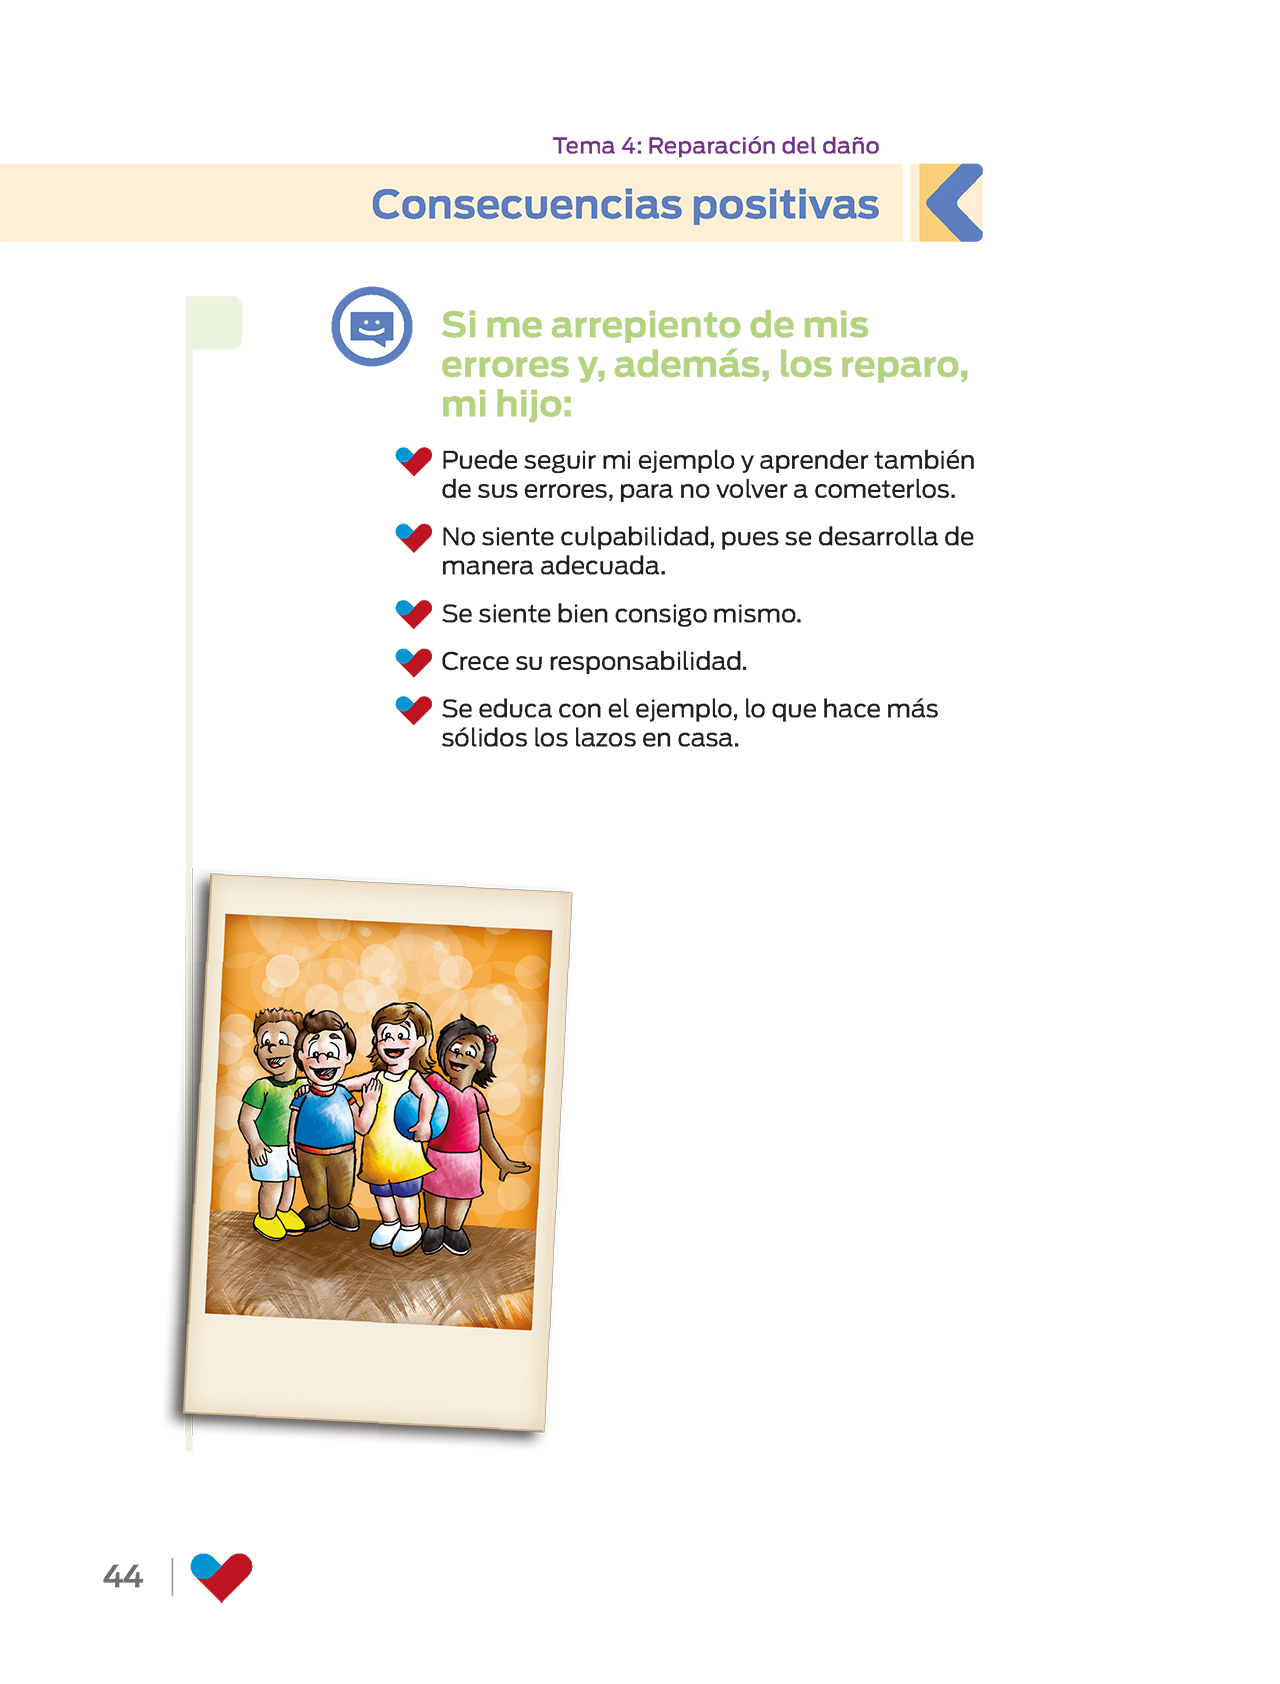 Tema 4: Reparación del daño
Consecuencias positivas
Si me arrepiento de mis
errores y, además, los reparo,
mi hijo:
Puede seguir mi ejemplo y aprender también
de sus errores, para no volver a cometerlos.
No siente culpabilidad, pues se desarrolla de
manera adecuada.
Se siente bien consigo mismo.
Crece su responsabilidad.
Se educa con el ejemplo, lo que hace más
sólidos los lazos en casa.
44